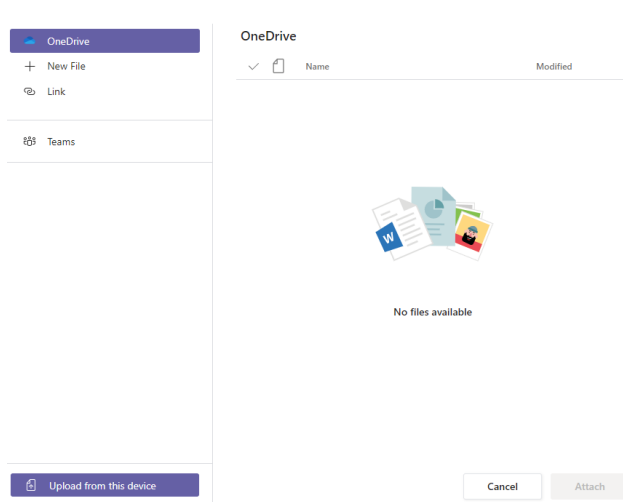 OneDrive
New File
Link
Teams
Upload from this device
OneDrive
Name Modified
W
No files available
Cancel Attach